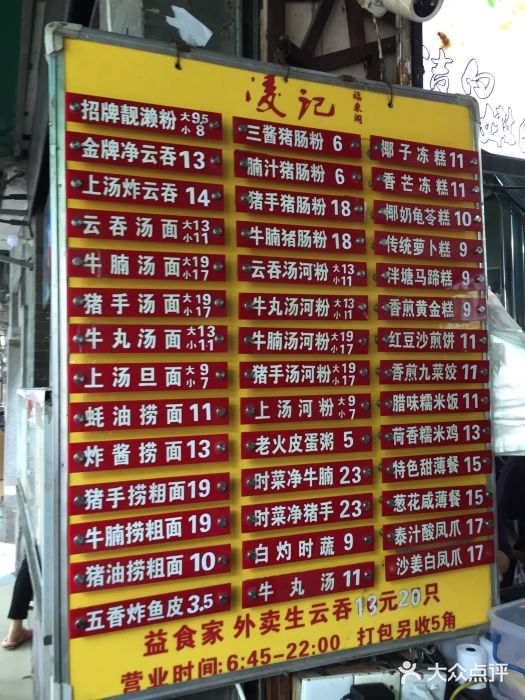 凌记
福来阁
招牌靓濑粉 大9.5 小8
金牌净云吞 13
上汤炸云吞 14
云吞汤面 大13 小11
牛腩汤面 大19 小17
猪手汤面 大19 小17
牛丸汤面 大13 小11
上汤旦面 大9 小7
蚝油捞面 11
炸酱捞面 13
猪手捞粗面 19
牛腩捞粗面 19
猪油捞粗面 10
五香炸鱼皮 3.5
三酱猪肠粉 6
腩汁猪肠粉 6
猪手猪肠粉 18
牛腩猪肠粉 18
云吞汤河粉 大13 小11
牛丸汤河粉 大13 小11
牛腩汤河粉 大19 小17
猪手汤河粉 大19 小17
上汤河粉 大9 小7
老火皮蛋粥 5
时菜净牛腩 23
时菜净猪手 23
白灼时蔬 9
牛丸汤 11
椰子冻糕 11
香芒冻糕 11
椰奶龟苓糕 10
传统萝卜糕 9
泮塘马蹄糕 9
香煎黄金糕 9
红豆沙煎饼 11
香煎九菜饺 11
腊味糯米饭 11
荷香糯米鸡 13
特色甜薄餐 15
葱花咸薄餐 15
泰汁酸凤爪 17
沙姜白凤爪 17
益食家 外卖生云吞18元20只
营业时间:6:45-22:00 打包另收5角
大众点评